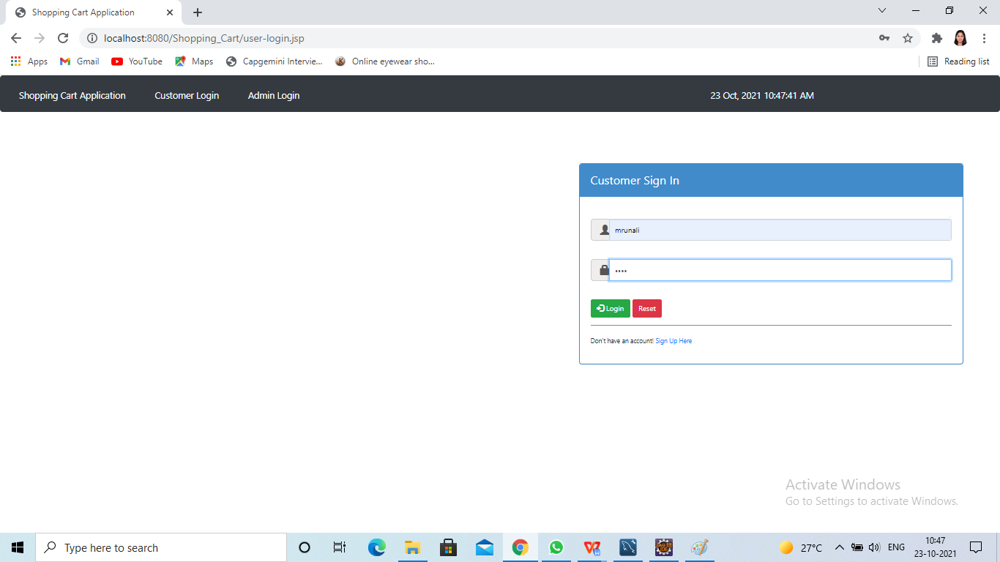 Shopping Cart Application
localhost:8080/Shopping_Cart/user-login.jsp
Apps Gmail YouTube Maps Capgemini Intervie... Online eyewear sho... Reading list
Shopping Cart Application Customer Login Admin Login 23 Oct, 2021 10:47:41 AM
Customer Sign In
mrunali
••••
Login Reset
Don't have an account! Sign Up Here
Activate Windows
Go to Settings to activate Windows.
Type here to search 27°C ENG 10:47
23-10-2021